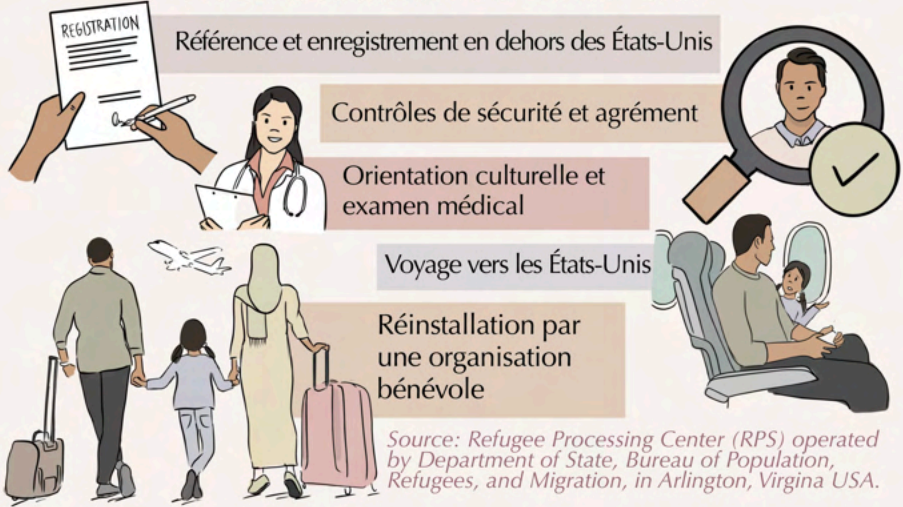 REGISTRATION
Référence et enregistrement en dehors des États-Unis
Contrôles de sécurité et agrément
Orientation culturelle et
examen médical
Voyage vers les États-Unis
Réinstallation par
une organisation
bénévole
Source: Refugee Processing Center (RPS) operated
by Department of State, Bureau of Population,
Refugees, and Migration, in Arlington, Virgina USA.